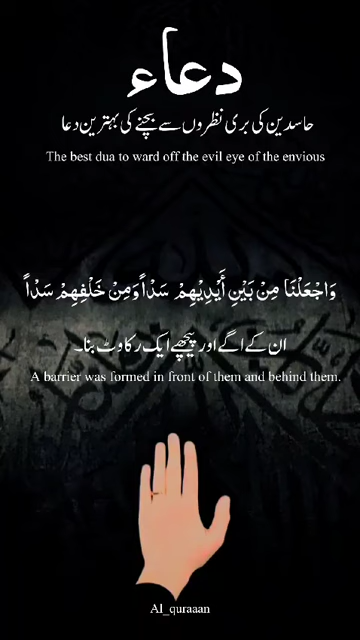 دعاء
حاسدین کی بری نظروں سے بچنے کی بہترین دعا
The best dua to ward off the evil eye of the envious
وَاجْعَلْنَا مِنْ بَيْنِ أَيْدِيْهِمْ سَدّاً وَمِنْ خَلْفِهِمْ سَدّاً
ان کے آگے اور پیچھے ایک رکاوٹ بنا۔
A barrier was formed in front of them and behind them.
AI_quraaan